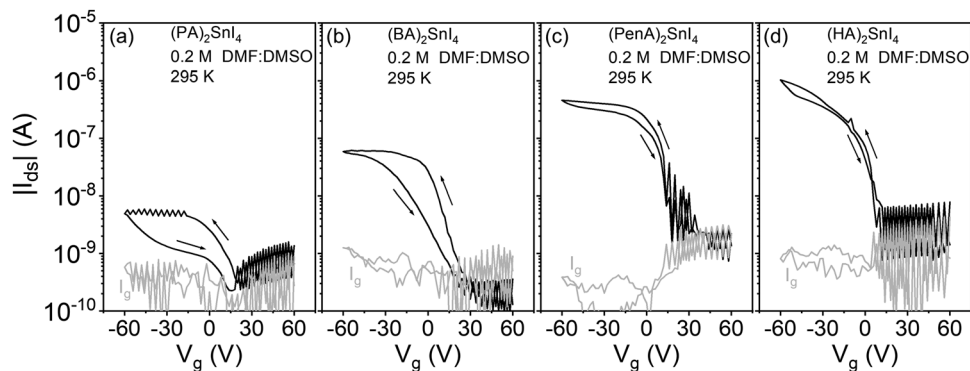 10⁻⁵
10⁻⁶
10⁻⁷
10⁻⁸
10⁻⁹
10⁻¹⁰
|I_ds| (A)
(a) (PA)₂SnI₄
0.2 M DMF:DMSO
295 K
I_g
-60 -30 0 30 60
V_g (V)
(b) (BA)₂SnI₄
0.2 M DMF:DMSO
295 K
I_g
-60 -30 0 30 60
V_g (V)
(c) (PenA)₂SnI₄
0.2 M DMF:DMSO
295 K
I_g
-60 -30 0 30 60
V_g (V)
(d) (HA)₂SnI₄
0.2 M DMF:DMSO
295 K
I_g
-60 -30 0 30 60
V_g (V)